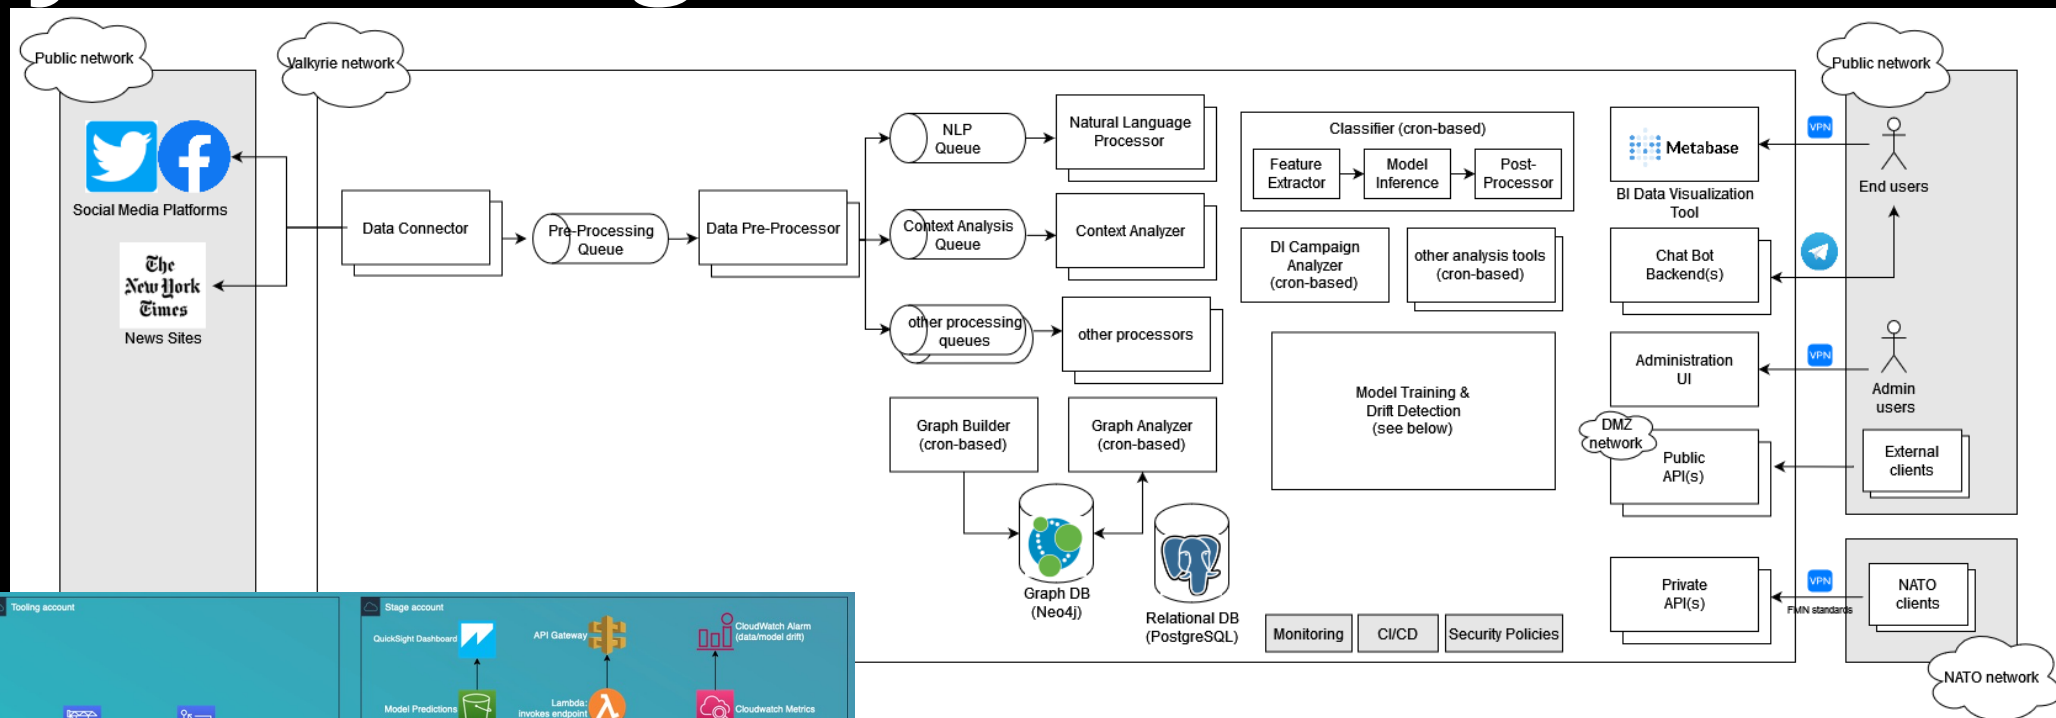 Public network
Valkyrie network
Public network
Social Media Platforms
The
New York
Times
News Sites
Data Connector
Pre-Processing
Queue
Data Pre-Processor
NLP
Queue
Natural Language
Processor
Context Analysis
Queue
Context Analyzer
other processing
queues
other processors
Graph Builder
(cron-based)
Graph Analyzer
(cron-based)
Graph DB
(Neo4j)
Relational DB
(PostgreSQL)
Classifier (cron-based)
Feature
Extractor
Model
Inference
Post-
Processor
DI Campaign
Analyzer
(cron-based)
other analysis tools
(cron-based)
Model Training &
Drift Detection
(see below)
Monitoring
CI/CD
Security Policies
Metabase
BI Data Visualization
Tool
Chat Bot
Backend(s)
Administration
UI
DMZ
network
Public
API(s)
Private
API(s)
VPN
End users
VPN
Admin
users
External
clients
VPN
FMN standards
NATO
clients
NATO network
Tooling account
Stage account
QuickSight Dashboard
API Gateway
CloudWatch Alarm
(data/model drift)
Model Predictions
Lambda:
invokes endpoint
Cloudwatch Metrics